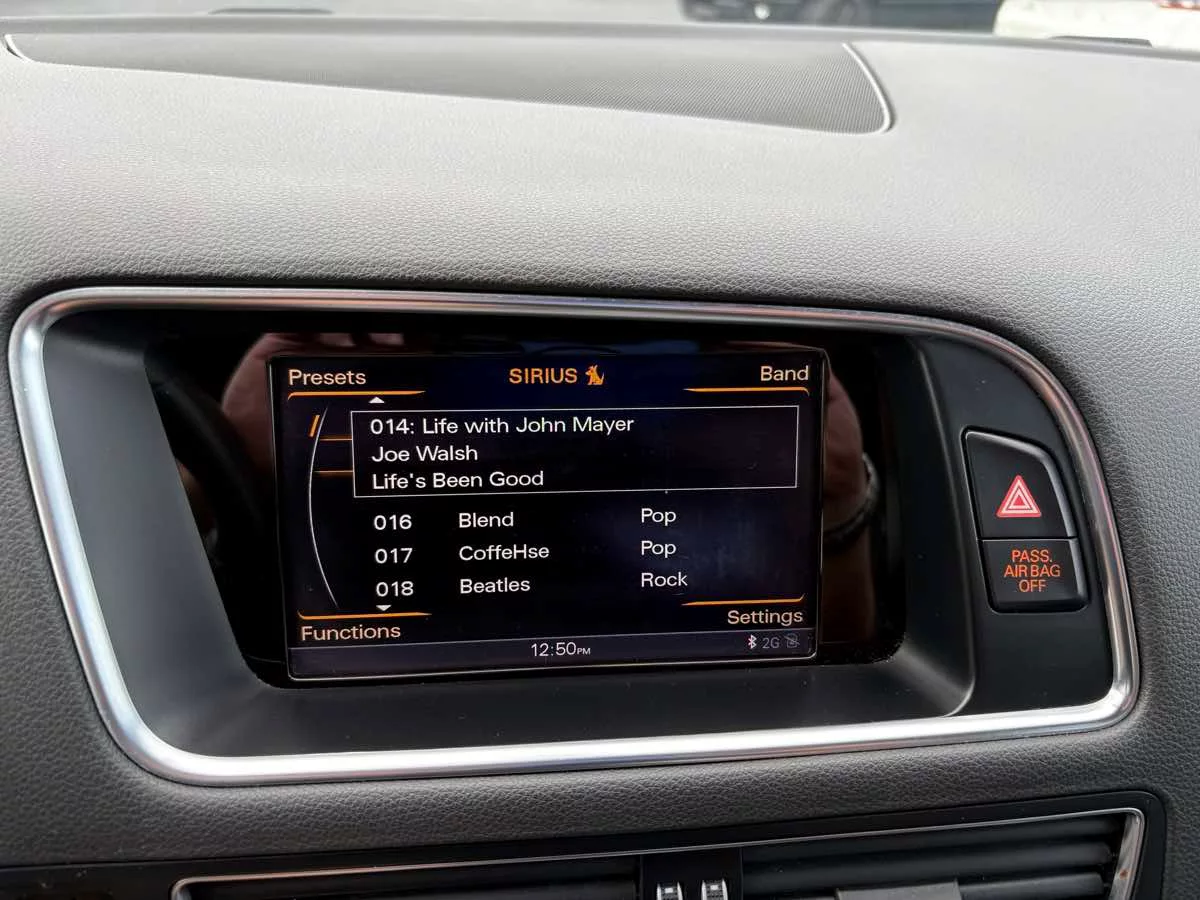 Presets
SIRIUS
Band
014: Life with John Mayer
Joe Walsh
Life's Been Good
016 Blend Pop
017 CoffeHse Pop
018 Beatles Rock
Functions
Settings
12:50PM
2G
PASS.
AIR BAG
OFF